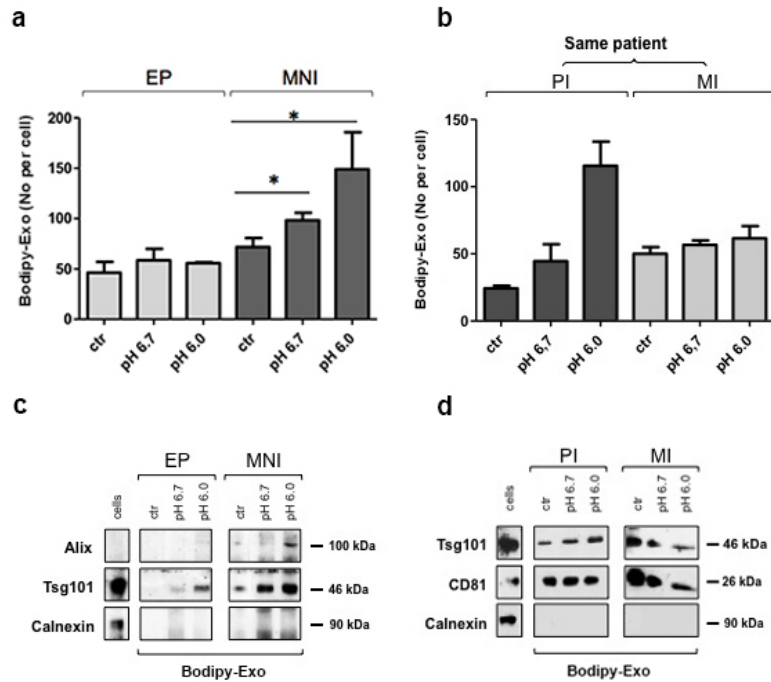 a
EP MNI
Bodipy-Exo (No per cell)
200
150
100
50
0
* *
ctr pH 6.7 pH 6.0 ctr pH 6.7 pH 6.0
b
Same patient
PI MI
Bodipy-Exo (No per cell)
150
100
50
0
ctr pH 6,7 pH 6.0 ctr pH 6,7 pH 6.0
c
EP MNI
cells ctr pH 6.7 pH 6.0 ctr pH 6.7 pH 6.0
Alix 100 kDa
Tsg101 46 kDa
Calnexin 90 kDa
Bodipy-Exo
d
PI MI
cells ctr pH 6.7 pH 6.0 ctr pH 6.7 pH 6.0
Tsg101 46 kDa
CD81 26 kDa
Calnexin 90 kDa
Bodipy-Exo